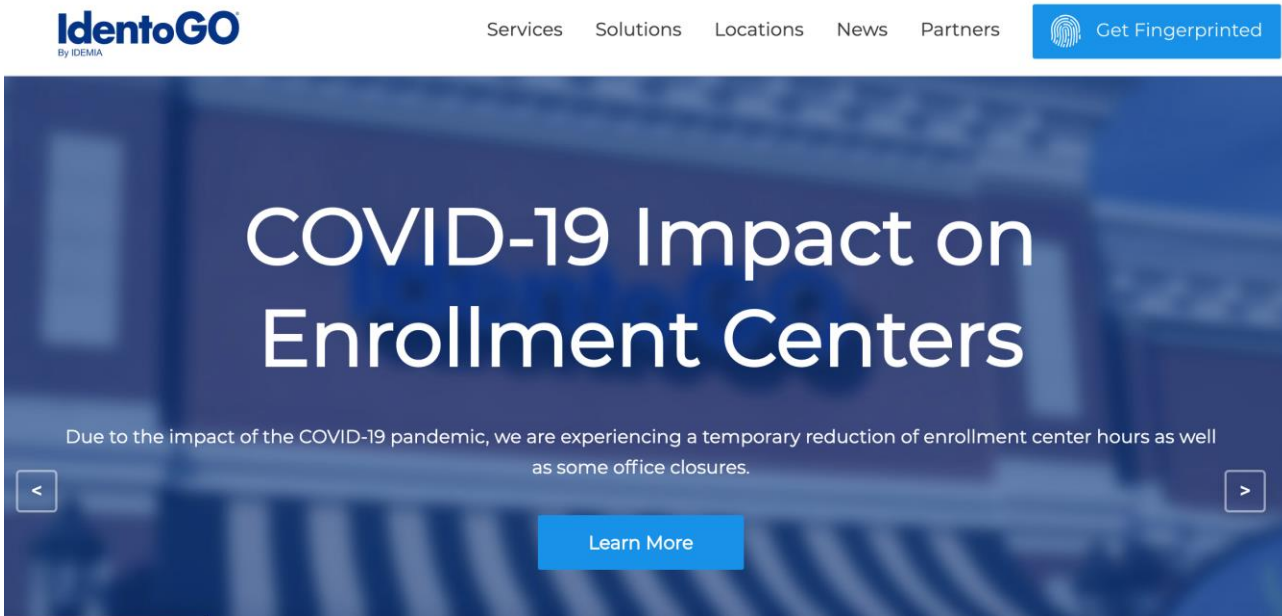 IdentoGO
By IDEMIA
Services Solutions Locations News Partners Get Fingerprinted
COVID-19 Impact on
Enrollment Centers
Due to the impact of the COVID-19 pandemic, we are experiencing a temporary reduction of enrollment center hours as well
as some office closures.
<
>
Learn More
IdentoGO